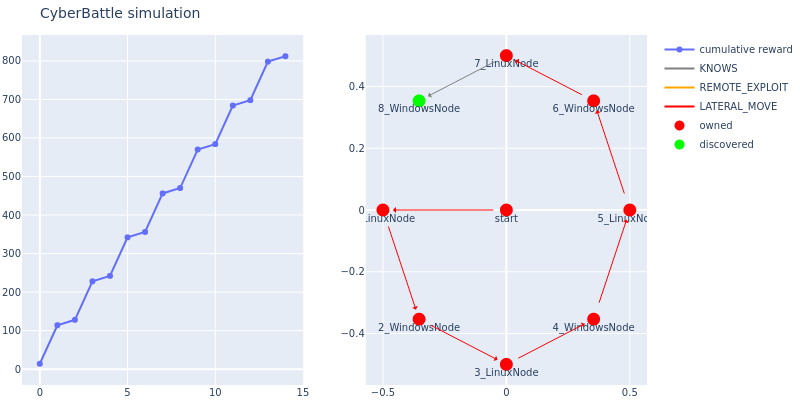 CyberBattle simulation
800
700
600
500
400
300
200
100
0
0
5
10
15
0.4
0.2
0
−0.2
−0.4
−0.5
0
0.5
7_LinuxNode
8_WindowsNode
6_WindowsNode
.inuxNode
start
5_LinuxNo
2_WindowsNode
4_WindowsNode
3_LinuxNode
cumulative reward
KNOWS
REMOTE_EXPLOIT
LATERAL_MOVE
owned
discovered